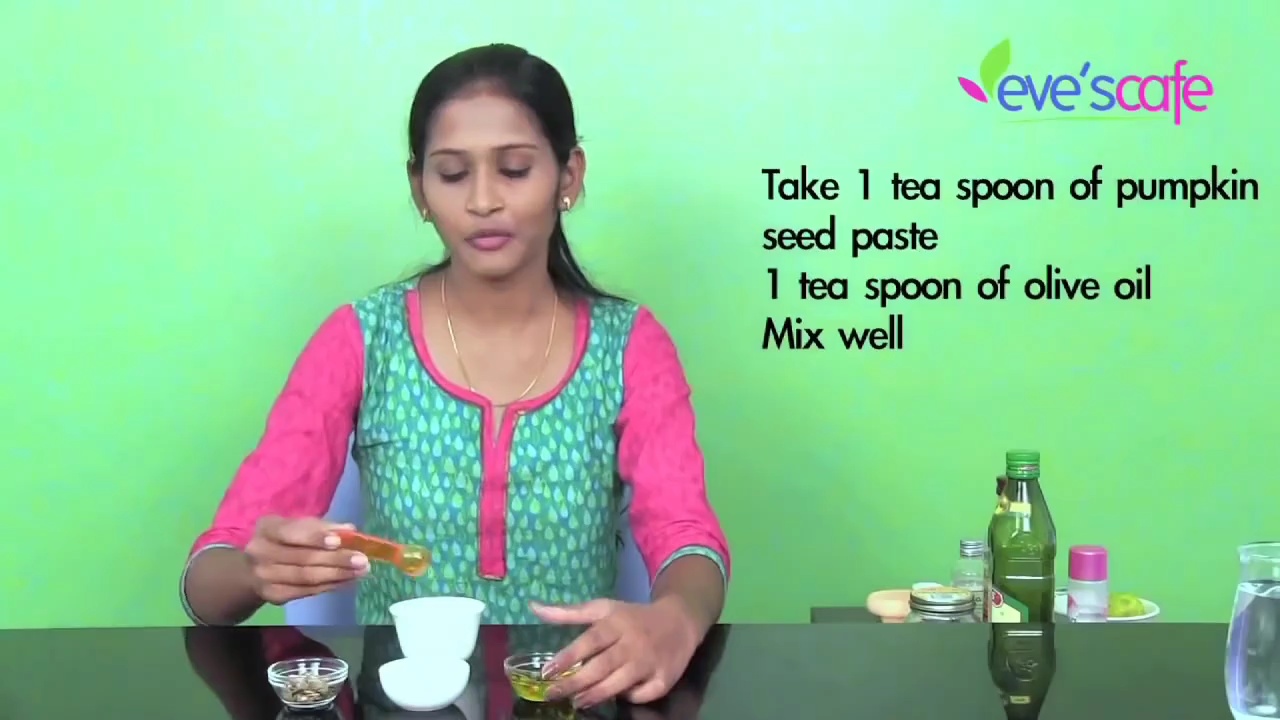 eve'scafe
Take 1 tea spoon of pumpkin
seed paste
1 tea spoon of olive oil
Mix well